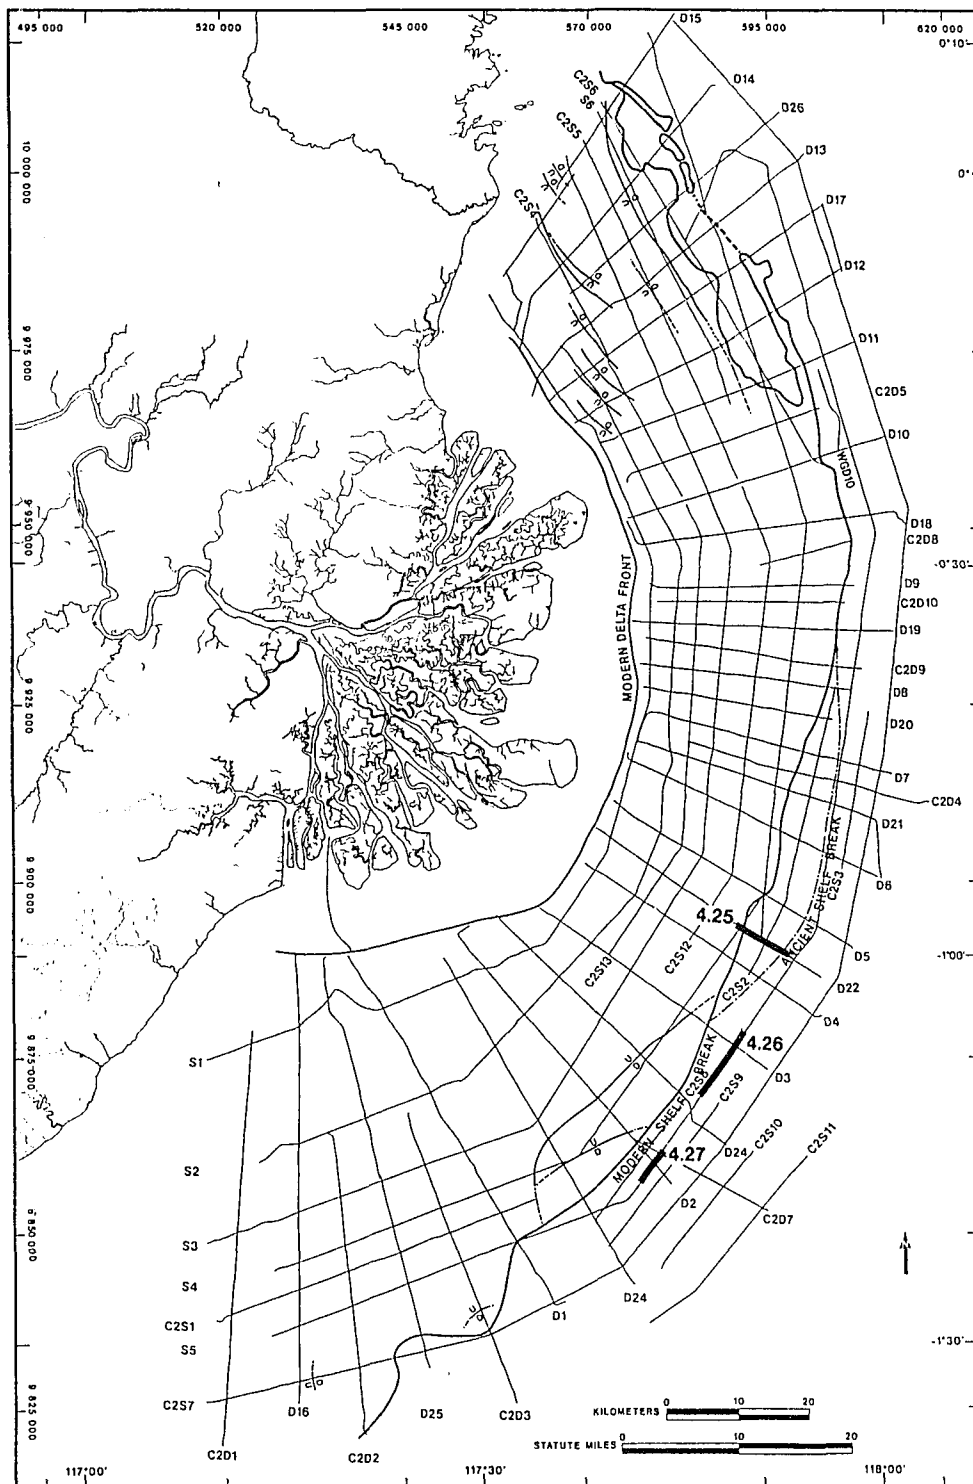 495 000 520 000 545 000 570 000 595 000 620 000
0°10'
D15
D14
C2S6
S6
D26
C2S5
D13
10 000 000
0°
D17
C2S4
D12
975 000
D11
C2D5
D10
WGD10
9 950 000
D18
C2D8
-0°30'
MODERN DELTA FRONT
D9
C2D10
D19
C2D9
D8
9 925 000
D20
D7
C2D4
D21
ANCIENT SHELF BREAK
C2S3
D6
9 900 000
4.25
D5
C2S12
C2S13
-1°00'
D22
C2S2
D4
S1
9 875 000
4.26
D3
MODERN SHELF BREAK
C2S8
C2S9
C2S10
C2S11
S2
D24
4.27
D2
C2D7
S3
9 850 000
S4
D24
D1
C2S1
S5
-1°30'
C2S7
D16
D25
C2D3
9 825 000
KILOMETERS 0 10 20
STATUTE MILES 0 10 20
C2D1
C2D2
117°00' 117°30' 118°00'